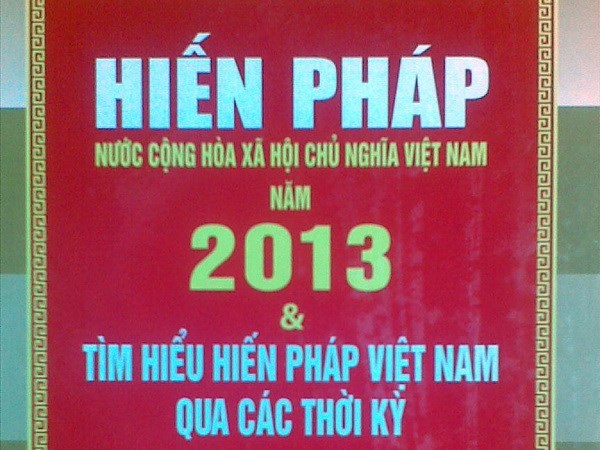 HIẾN PHÁP
NƯỚC CỘNG HÒA XÃ HỘI CHỦ NGHĨA VIỆT NAM
NĂM
2013
&
TÌM HIỂU HIẾN PHÁP VIỆT NAM
QUA CÁC THỜI KỲ